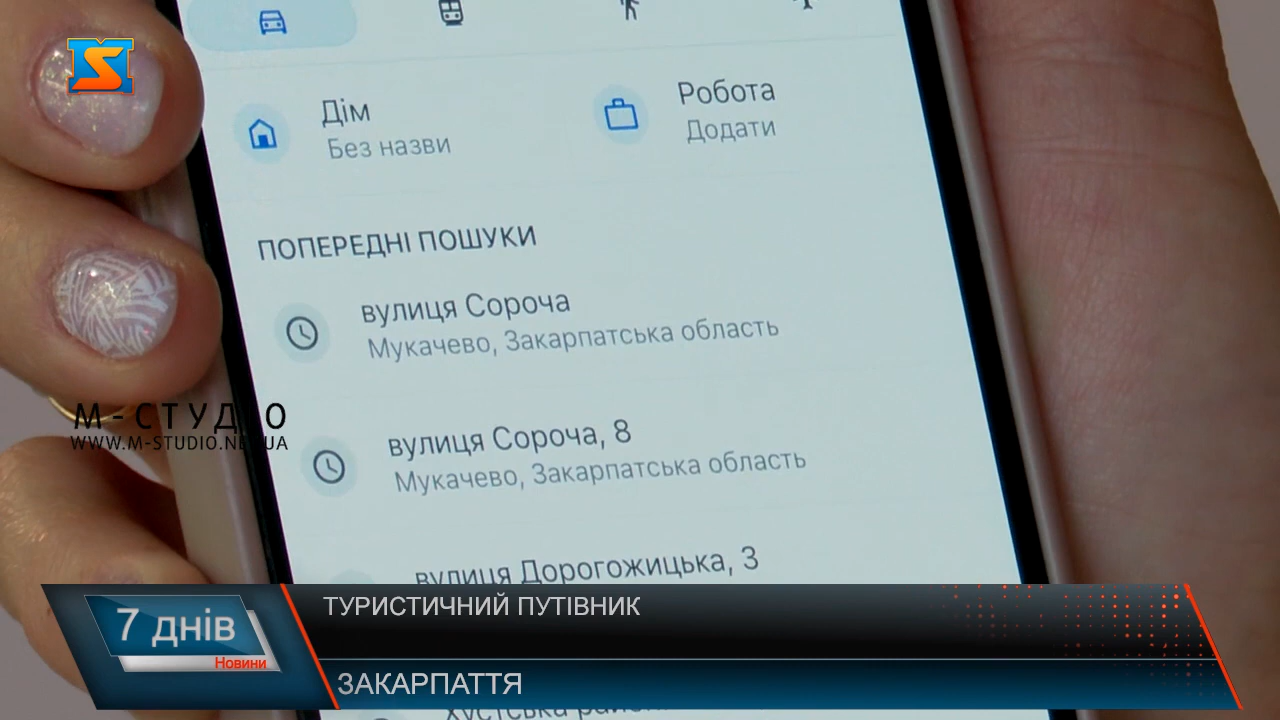 Дім
Без назви
Робота
Додати
ПОПЕРЕДНІ ПОШУКИ
вулиця Сороча
Мукачево, Закарпатська область
вулиця Сороча, 8
Мукачево, Закарпатська область
М-СТУДІО
WWW.M-STUDIO.NET.UA
вулиця Дорогожицька, 3
7 днів
Новини
ТУРИСТИЧНИЙ ПУТІВНИК
ЗАКАРПАТТЯ
Хустська